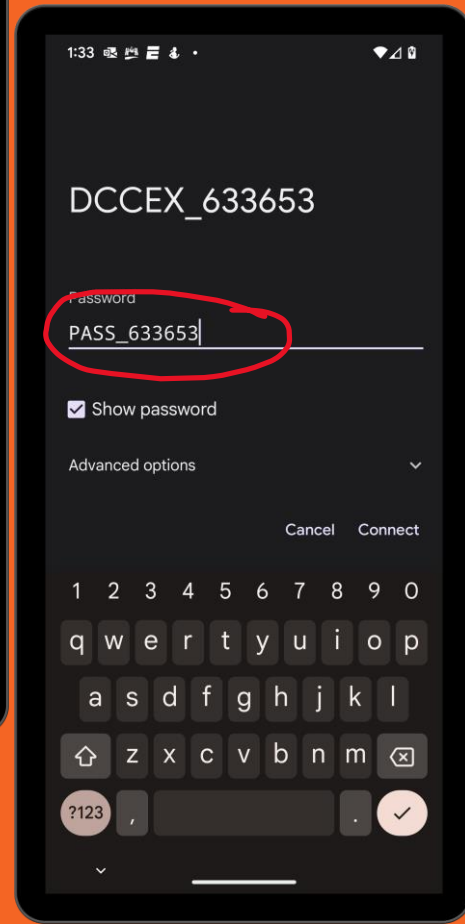 1:33
DCCEX_633653
Password
PASS_633653
Show password
Advanced options
Cancel Connect
1 2 3 4 5 6 7 8 9 0
q w e r t y u i o p
a s d f g h j k l
z x c v b n m
?123 , .